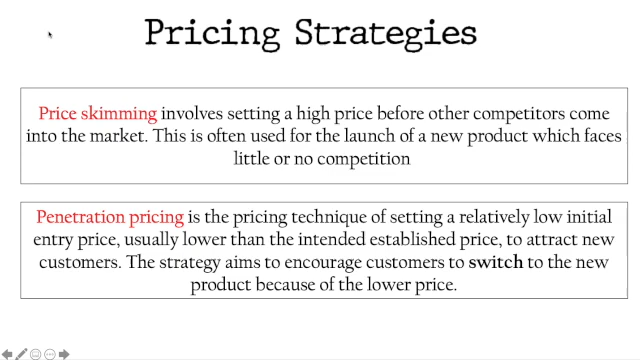 Pricing Strategies
Price skimming involves setting a high price before other competitors come
into the market. This is often used for the launch of a new product which faces
little or no competition
Penetration pricing is the pricing technique of setting a relatively low initial
entry price, usually lower than the intended established price, to attract new
customers. The strategy aims to encourage customers to switch to the new
product because of the lower price.